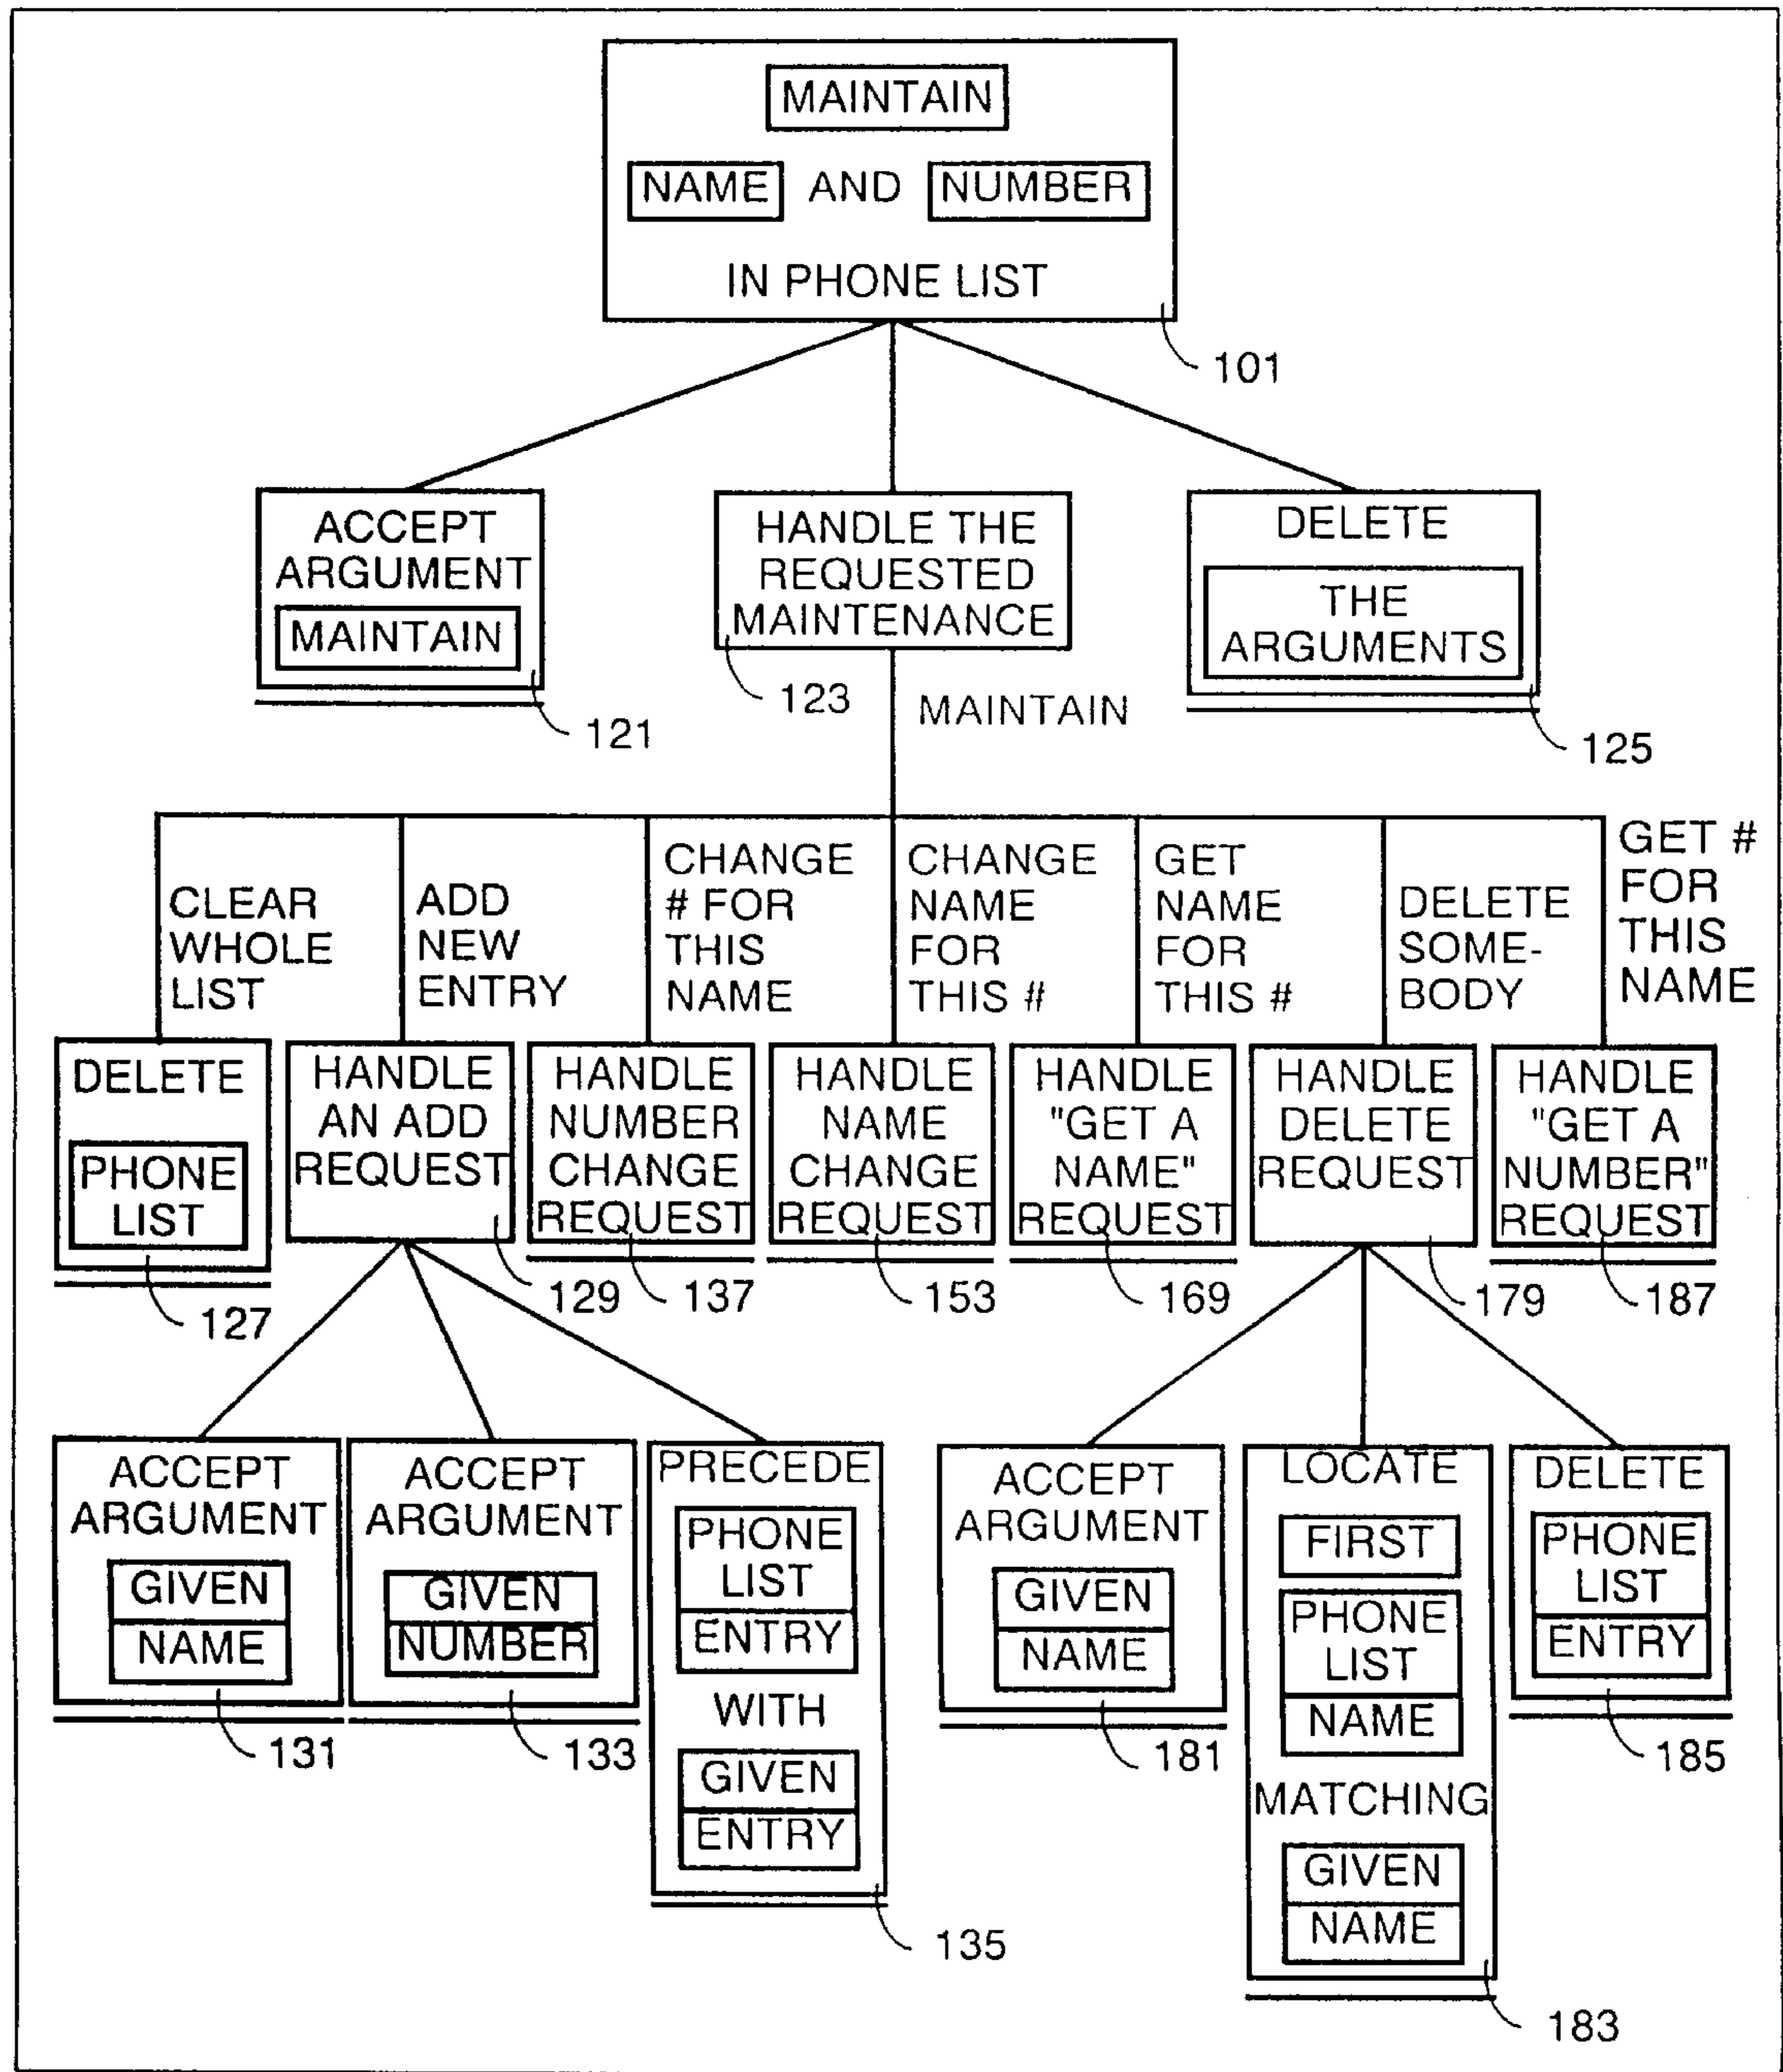 MAINTAIN
NAME AND NUMBER
IN PHONE LIST
101
ACCEPT
ARGUMENT
MAINTAIN
121
HANDLE THE
REQUESTED
MAINTENANCE
123
MAINTAIN
DELETE
THE
ARGUMENTS
125
CLEAR
WHOLE
LIST
ADD
NEW
ENTRY
CHANGE
# FOR
THIS
NAME
CHANGE
NAME
FOR
THIS #
GET
NAME
FOR
THIS #
DELETE
SOME-
BODY
GET #
FOR
THIS
NAME
DELETE
PHONE
LIST
127
HANDLE
AN ADD
REQUEST
129
HANDLE
NUMBER
CHANGE
REQUEST
137
HANDLE
NAME
CHANGE
REQUEST
153
HANDLE
"GET A
NAME"
REQUEST
169
HANDLE
DELETE
REQUEST
179
HANDLE
"GET A
NUMBER"
REQUEST
187
ACCEPT
ARGUMENT
GIVEN
NAME
131
ACCEPT
ARGUMENT
GIVEN
NUMBER
133
PRECEDE
PHONE
LIST
ENTRY
WITH
GIVEN
ENTRY
135
ACCEPT
ARGUMENT
GIVEN
NAME
181
LOCATE
FIRST
PHONE
LIST
NAME
MATCHING
GIVEN
NAME
183
DELETE
PHONE
LIST
ENTRY
185